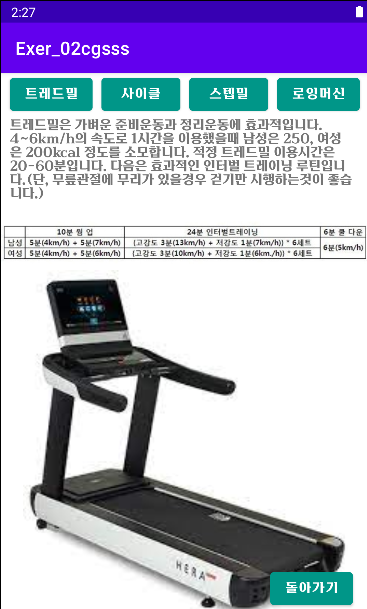 2:27
Exer_02cgsss
트레드밀 사이클 스텝밀 로잉머신
트레드밀은 가벼운 준비운동과 정리운동에 효과적입니다.
4~6km/h의 속도로 1시간을 이용했을때 남성은 250, 여성
은 200kcal 정도를 소모합니다. 적정 트레드밀 이용시간은
20-60분입니다. 다음은 효과적인 인터벌 트레이닝 루틴입니
다.(단, 무릎관절에 무리가 있을경우 걷기만 시행하는것이 좋습
니다.)
10분 웜 업 24분 인터벌트레이닝 6분 쿨 다운
남성 5분(4km/h) + 5분(7km/h) (고강도 3분(13km/h) + 저강도 1분(7km/h)) * 6세트 6분(5km/h)
여성 5분(4km/h) + 5분(6km/h) (고강도 3분(10km/h) + 저강도 1분(6km./h)) * 6세트
HERA
돌아가기